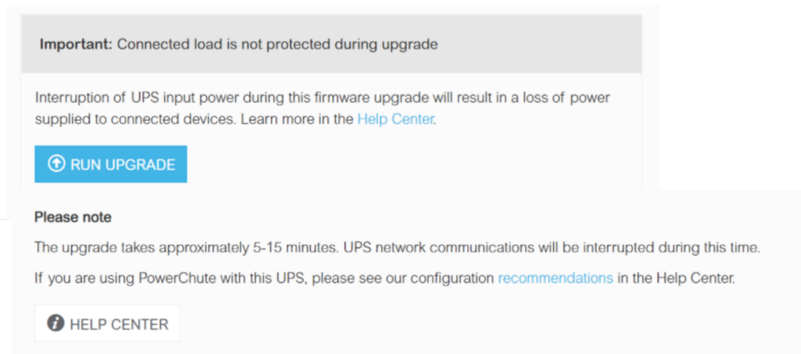 Important: Connected load is not protected during upgrade
Interruption of UPS input power during this firmware upgrade will result in a loss of power
supplied to connected devices. Learn more in the Help Center.
RUN UPGRADE
Please note
The upgrade takes approximately 5-15 minutes. UPS network communications will be interrupted during this time.
If you are using PowerChute with this UPS, please see our configuration recommendations in the Help Center.
HELP CENTER